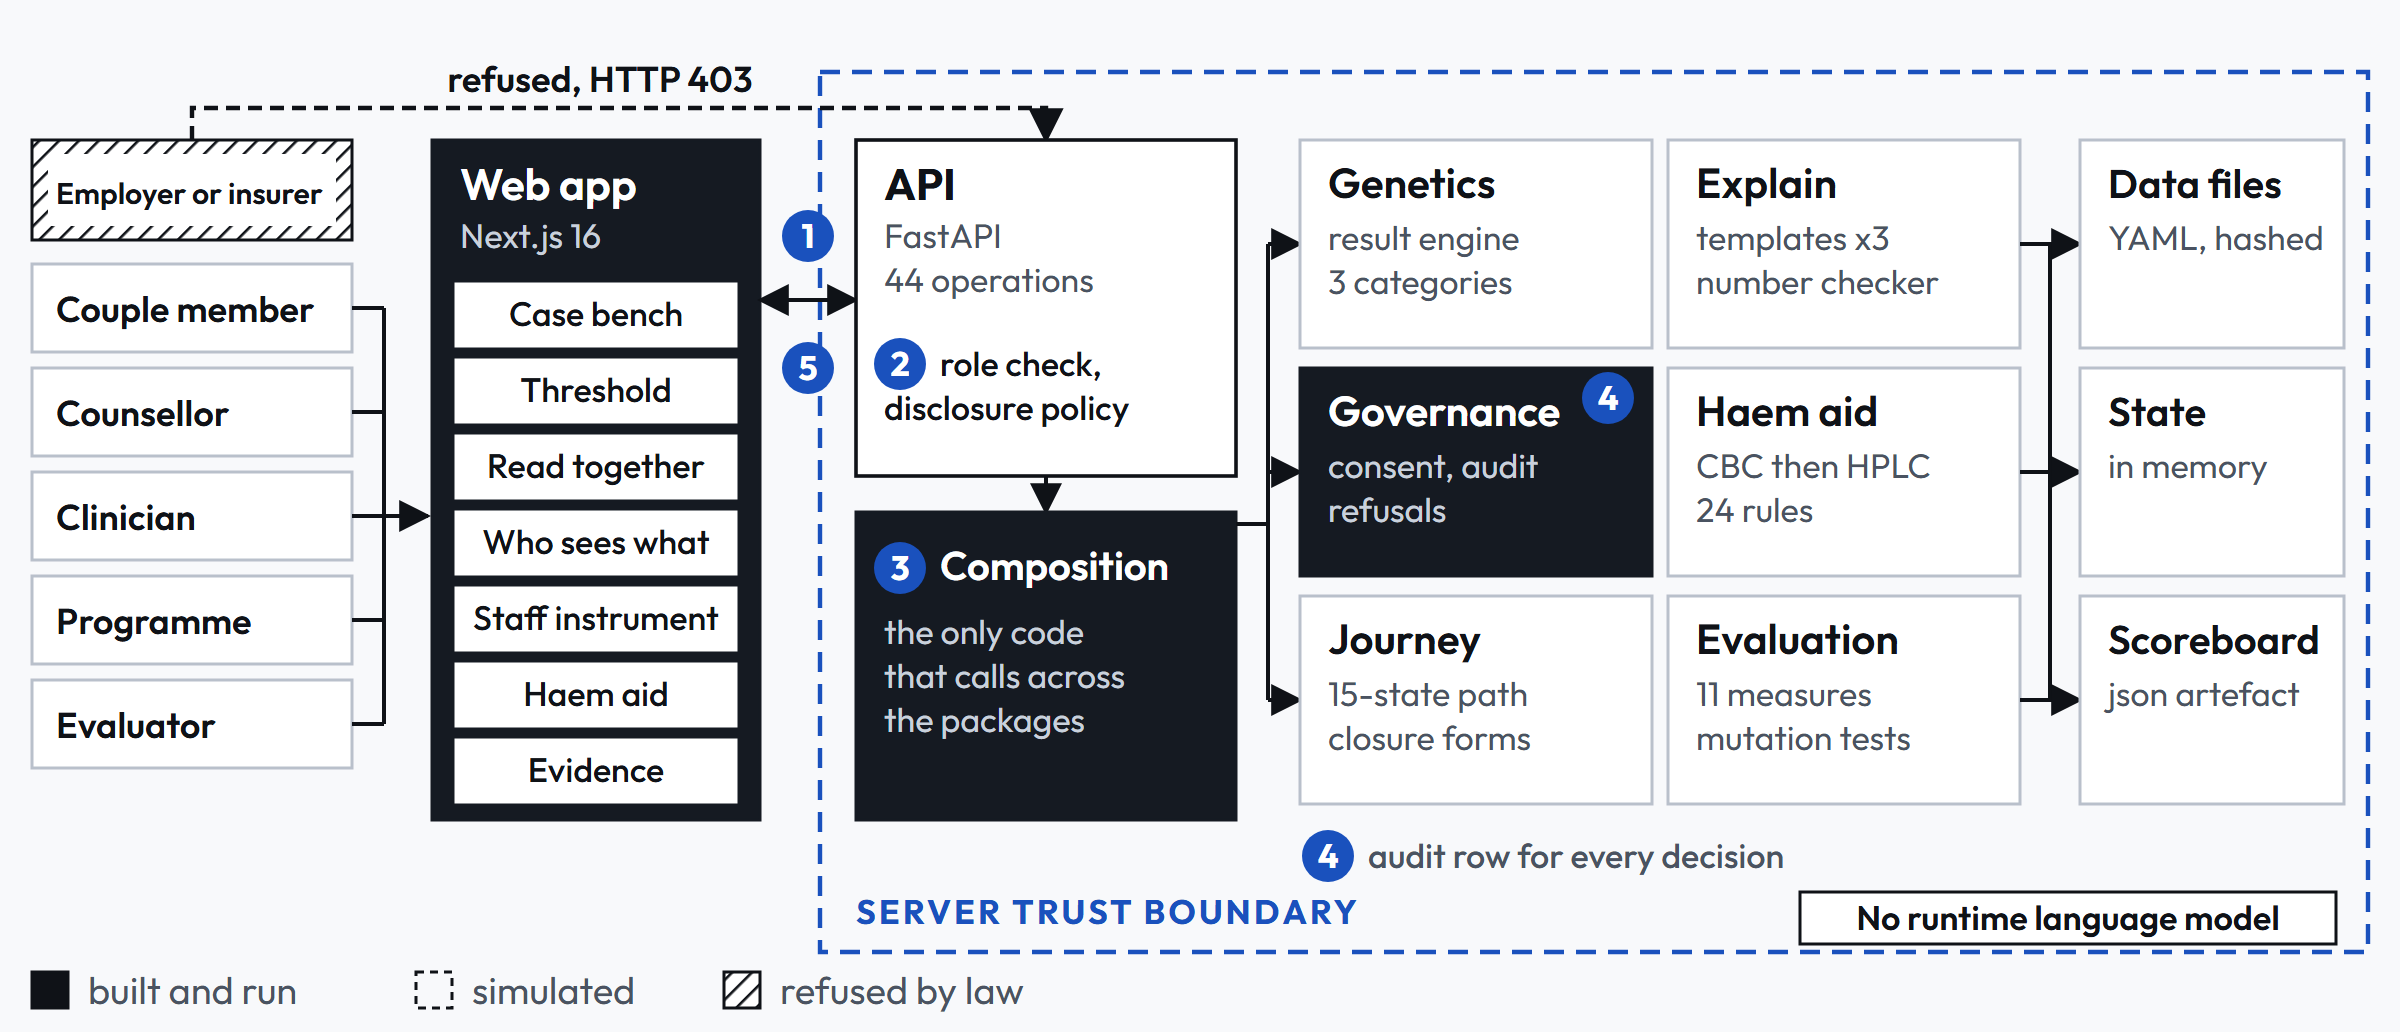 refused, HTTP 403
Employer or insurer
Couple member
Counsellor
Clinician
Programme
Evaluator
Web app
Next.js 16
Case bench
Threshold
Read together
Who sees what
Staff instrument
Haem aid
Evidence
1
5
API
FastAPI
44 operations
2 role check,
disclosure policy
3 Composition
the only code
that calls across
the packages
Genetics
result engine
3 categories
Explain
templates x3
number checker
Data files
YAML, hashed
Governance 4
consent, audit
refusals
Haem aid
CBC then HPLC
24 rules
State
in memory
Journey
15-state path
closure forms
Evaluation
11 measures
mutation tests
Scoreboard
json artefact
4 audit row for every decision
SERVER TRUST BOUNDARY
No runtime language model
built and run
simulated
refused by law